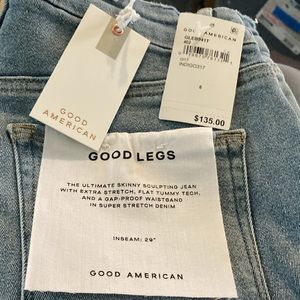 GOOD
AMERICAN
GOOD AMERICAN
INDIGO317
8
$135.00
GOOD LEGS
THE ULTIMATE SKINNY SCULPTING JEAN
WITH EXTRA STRETCH, FLAT TUMMY TECH,
AND A GAP-PROOF WAISTBAND
IN SUPER STRETCH DENIM
INSEAM: 29"
GOOD AMERICAN